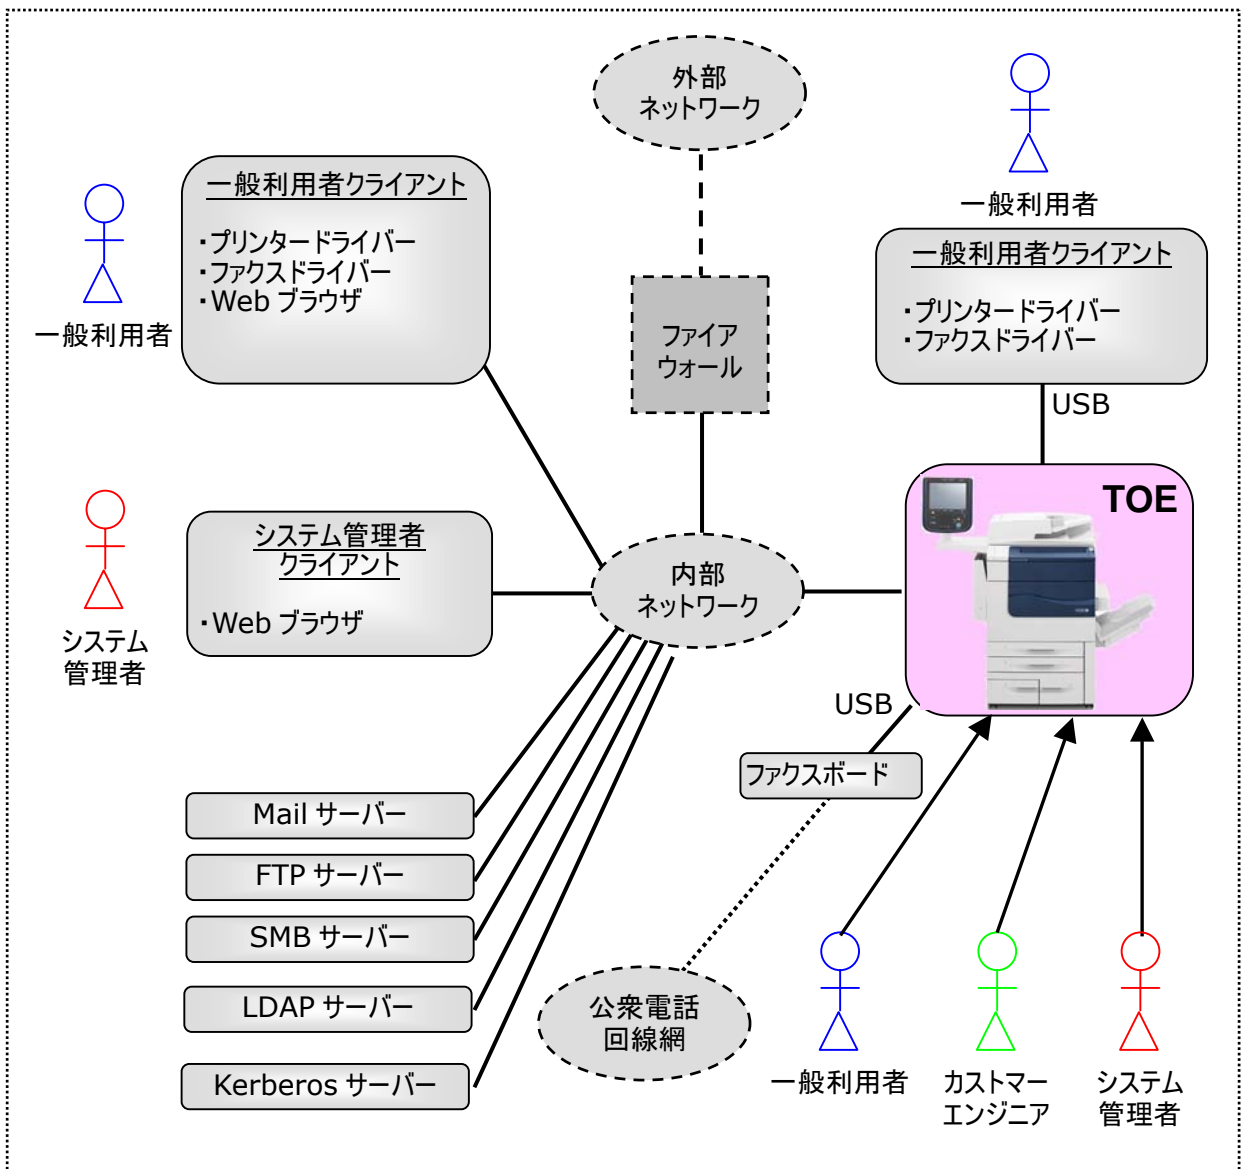 外部
ネットワーク
一般利用者
一般利用者クライアント
・プリンタードライバー
・ファクスドライバー
・Web ブラウザ
一般利用者
一般利用者クライアント
・プリンタードライバー
・ファクスドライバー
ファイア
ウォール
USB
TOE
システム管理者
クライアント
・Web ブラウザ
システム
管理者
内部
ネットワーク
USB
ファクスボード
Mail サーバー
FTP サーバー
SMB サーバー
LDAP サーバー
Kerberos サーバー
公衆電話
回線網
一般利用者
カストマー
エンジニア
システム
管理者